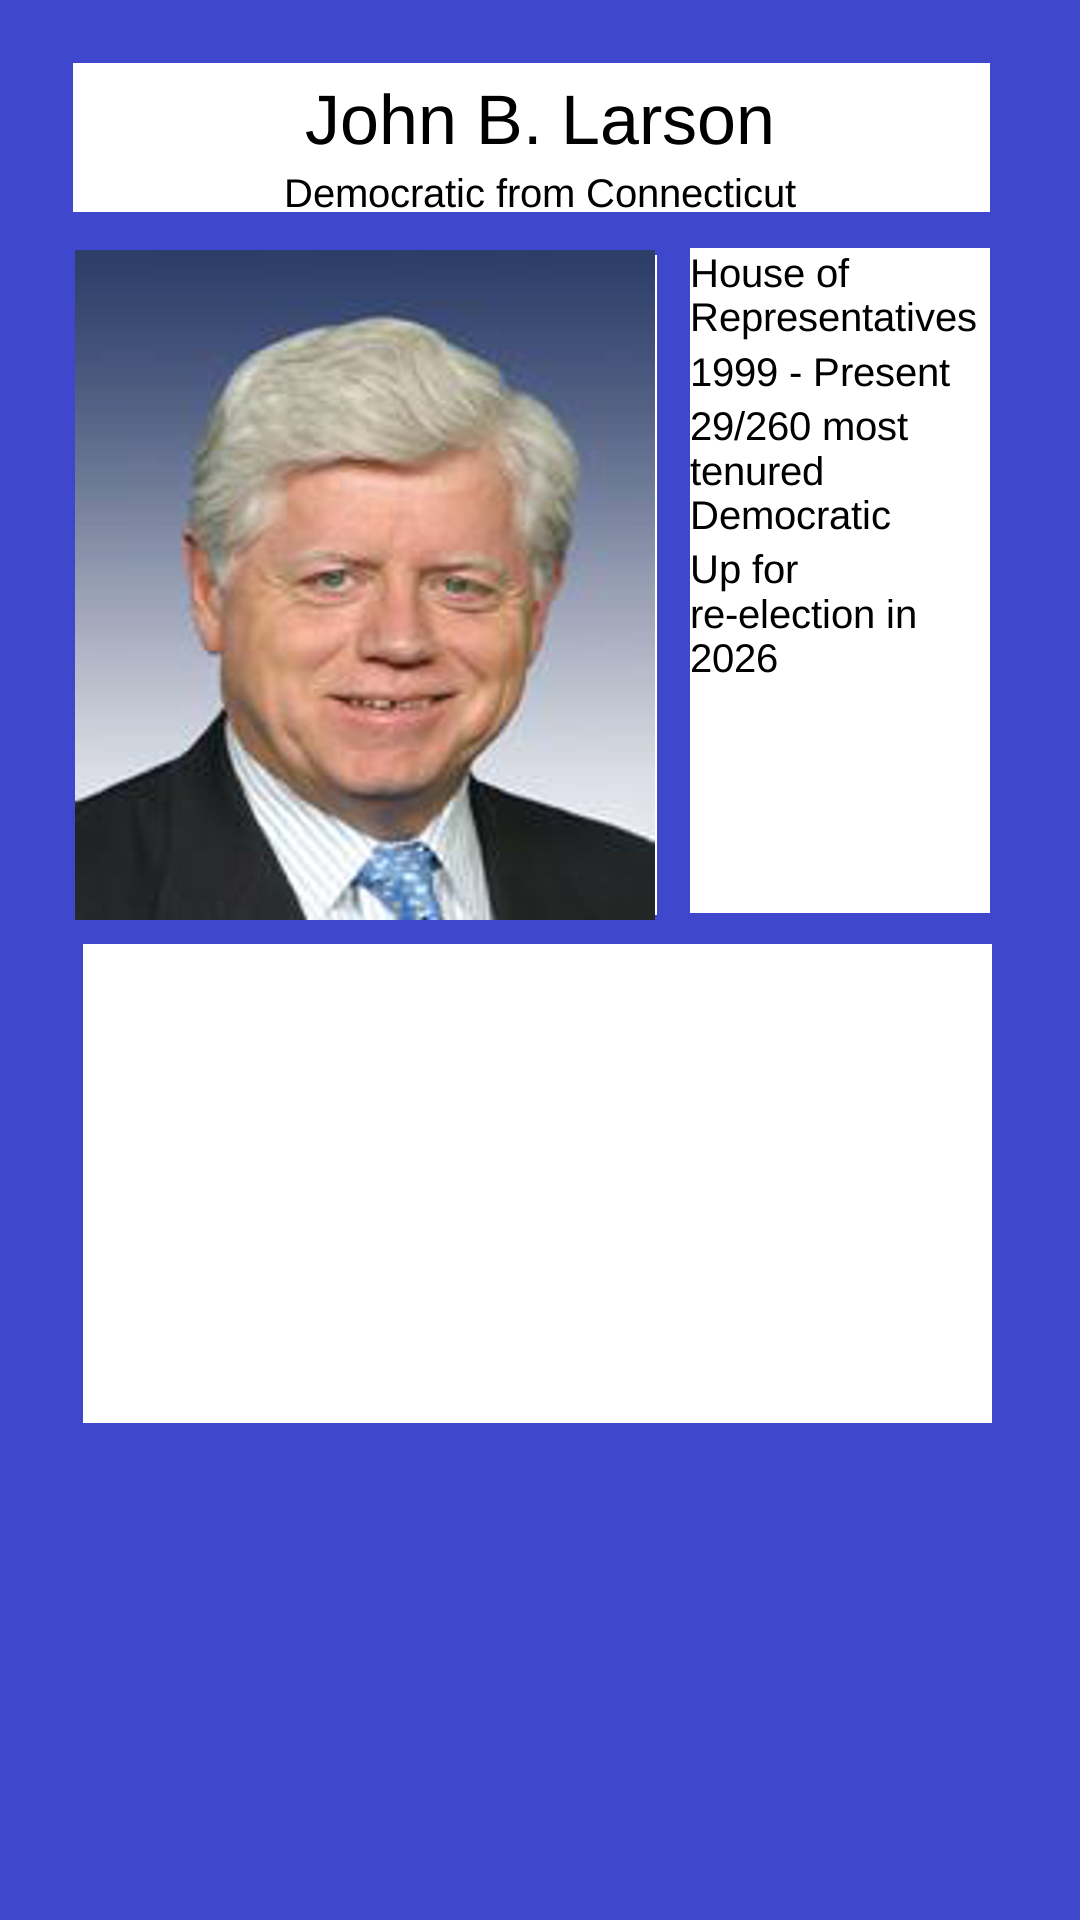 John B. Larson
Democratic from Connecticut
House of
Representatives
1999 - Present
29/260 most
tenured
Democratic
Up for
re-election in
2026